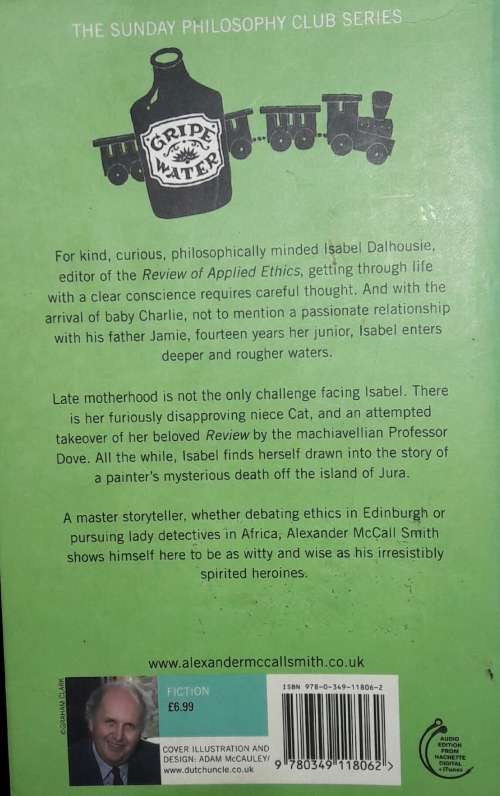 THE SUNDAY PHILOSOPHY CLUB SERIES
GRIPE
WATER
For kind, curious, philosophically minded Isabel Dalhousie,
editor of the Review of Applied Ethics, getting through life
with a clear conscience requires careful thought. And with the
arrival of baby Charlie, not to mention a passionate relationship
with his father Jamie, fourteen years her junior, Isabel enters
deeper and rougher waters.
Late motherhood is not the only challenge facing Isabel. There
is her furiously disapproving niece Cat, and an attempted
takeover of her beloved Review by the machiavellian Professor
Dove. All the while, Isabel finds herself drawn into the story of
a painter's mysterious death off the island of Jura.
A master storyteller, whether debating ethics in Edinburgh or
pursuing lady detectives in Africa, Alexander McCall Smith
shows himself here to be as witty and wise as his irresistibly
spirited heroines.
www.alexandermccallsmith.co.uk
©GRAHAM CLARK
FICTION
£6.99
COVER ILLUSTRATION AND
DESIGN: ADAM McCAULEY/
www.dutchuncle.co.uk
ISBN 978-0-349-11806-2
9 780349 118062 >
AUDIO
EDITION
FROM
HACHETTE
DIGITAL
+ iTunes